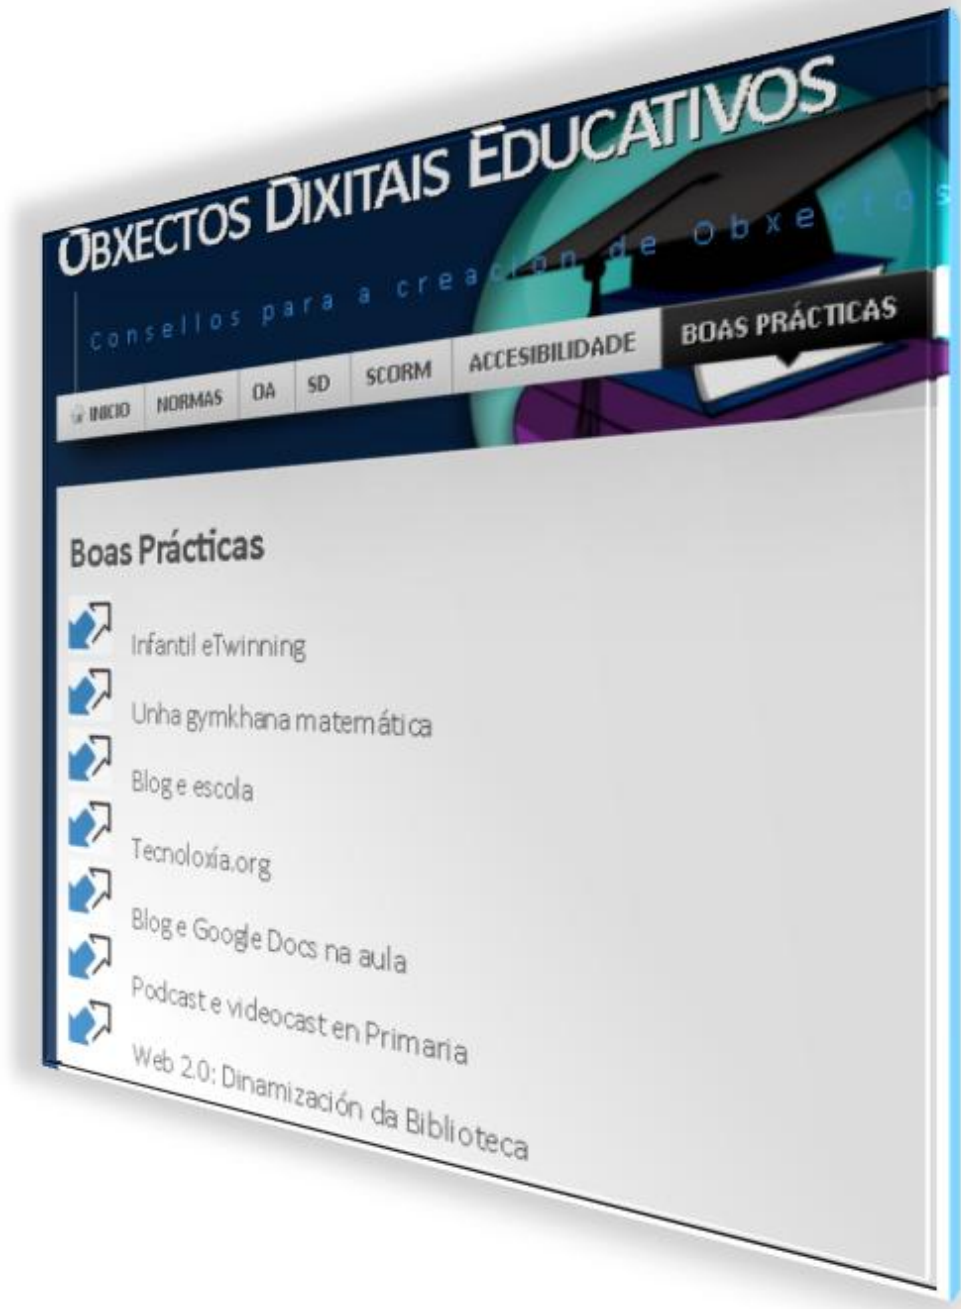 OBXECTOS DIXITAIS EDUCATIVOS
Consellos para a creación de Obxectos
INICIO NORMAS OA SD SCORM ACCESIBILIDADE BOAS PRÁCTICAS
Boas Prácticas
Infantil eTwinning
Unha gymkhana matemática
Blog e escola
Tecnoloxía.org
Blog e Google Docs na aula
Podcast e videocast en Primaria
Web 2.0: Dinamización da Biblioteca